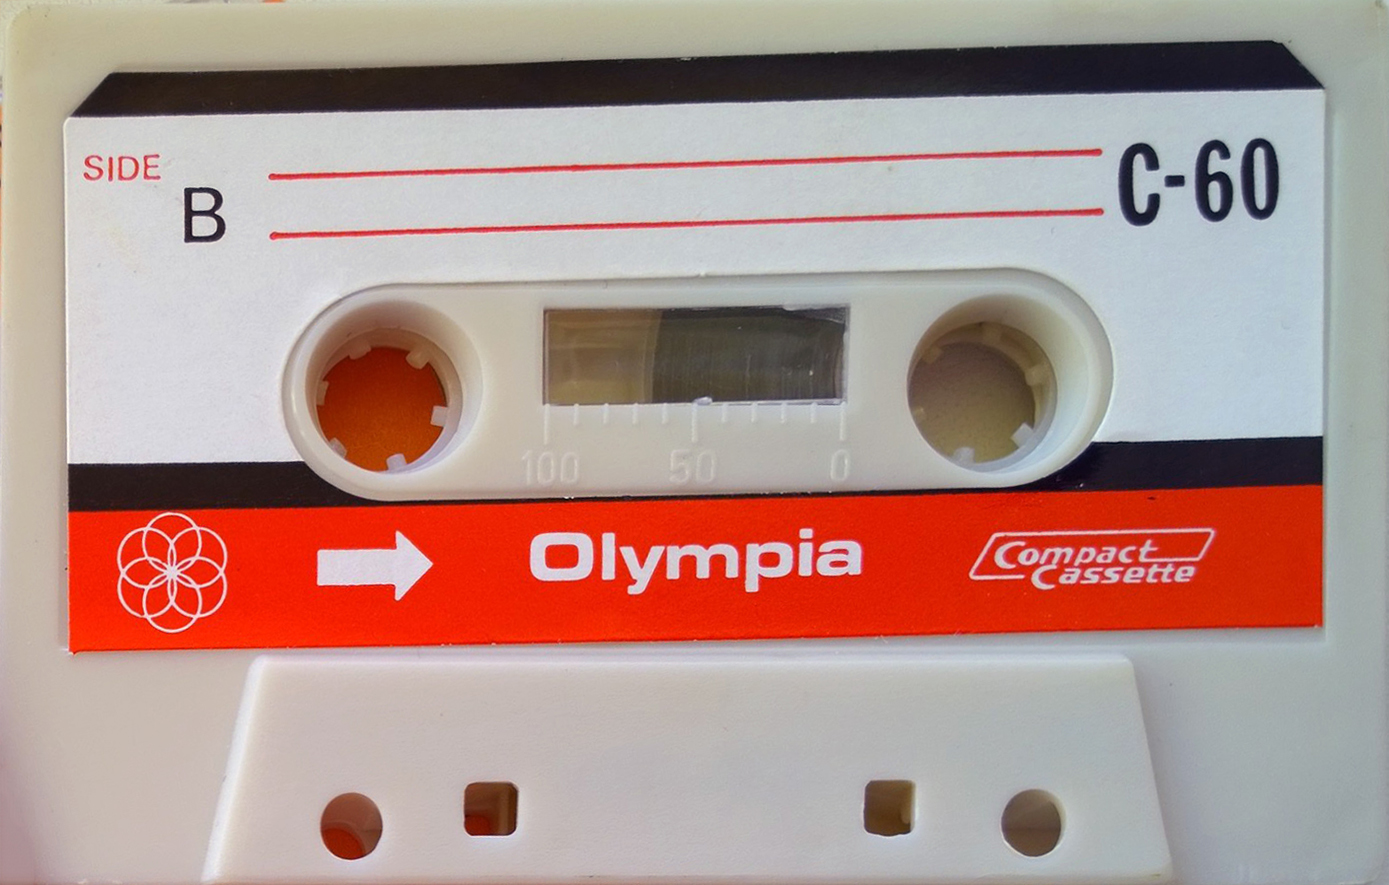 SIDE
B
C-60
100 50 0
Olympia
Compact
Cassette